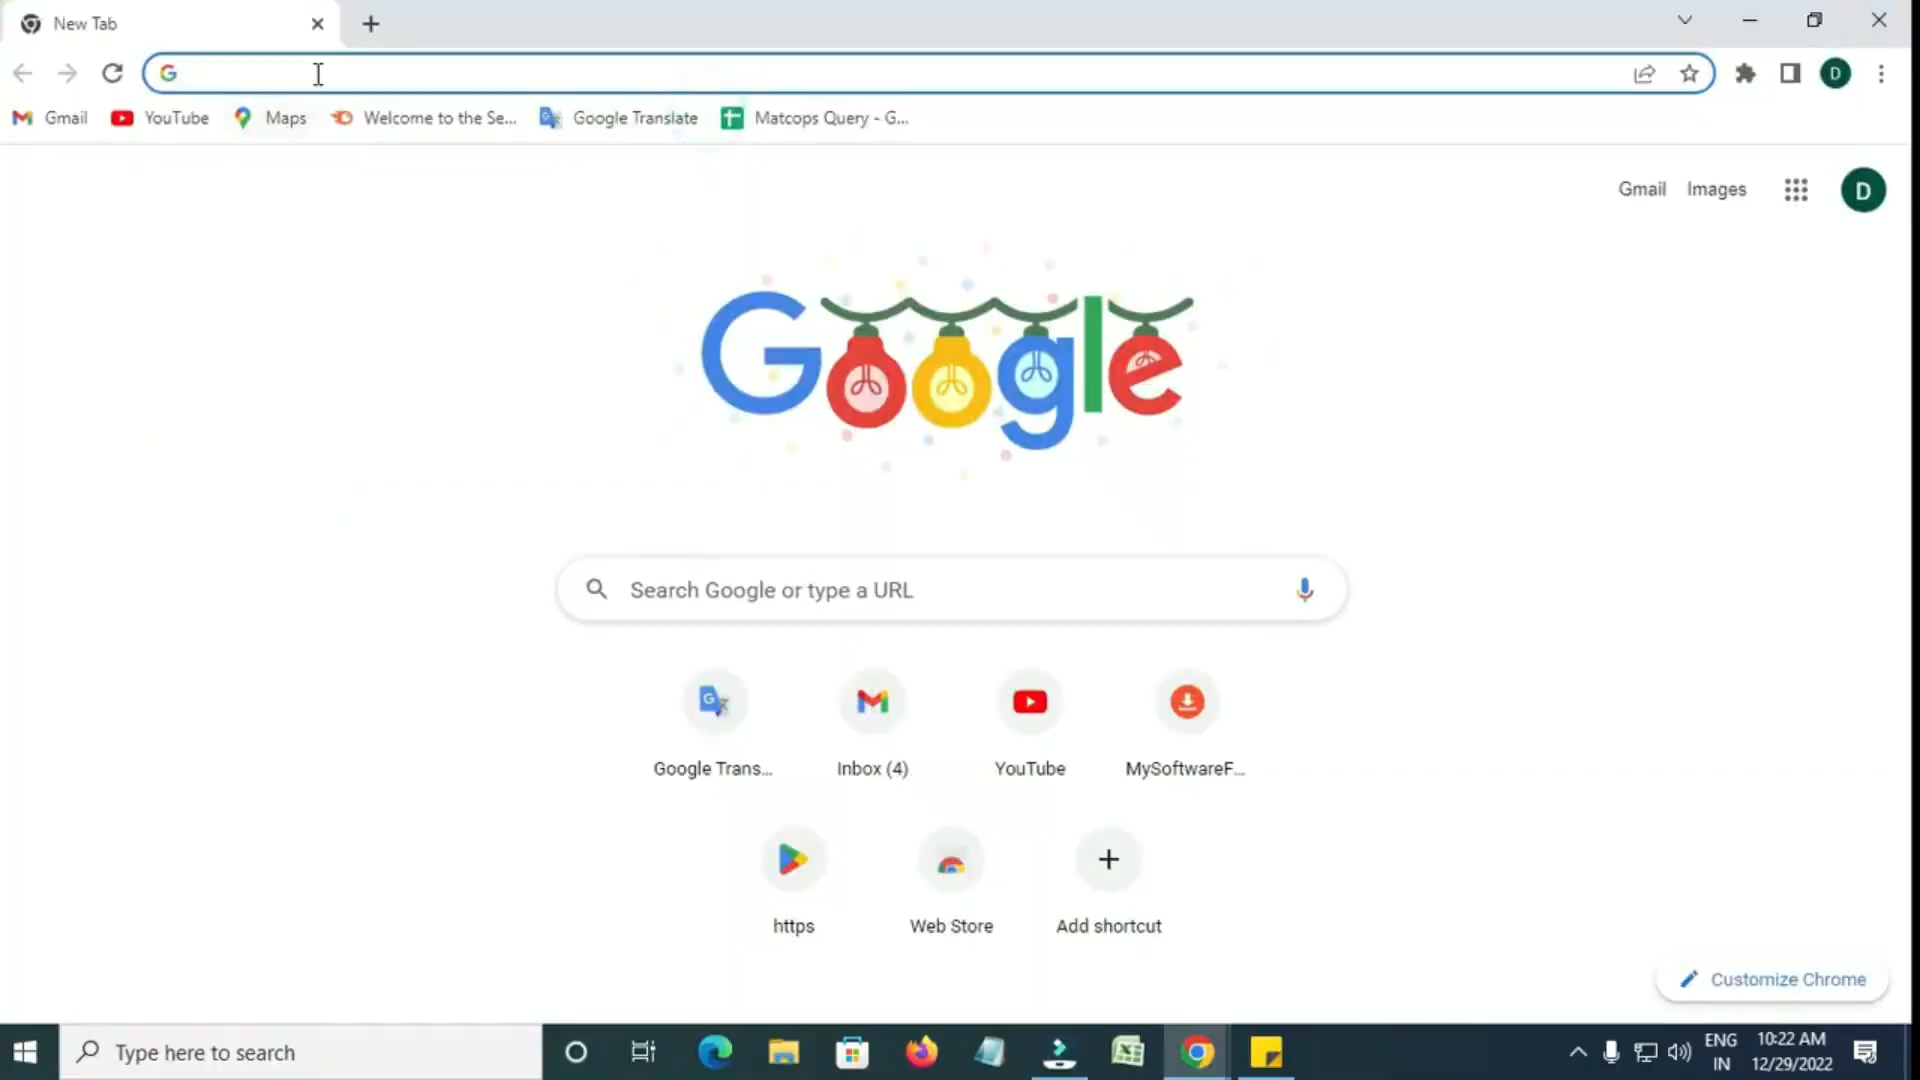 New Tab
Gmail YouTube Maps Welcome to the Se... Google Translate Matcops Query - G...
D
Gmail Images D
Google
Search Google or type a URL
Google Trans... Inbox (4) YouTube MySoftwareF...
https Web Store Add shortcut
Customize Chrome
Type here to search
ENG 10:22 AM
IN 12/29/2022